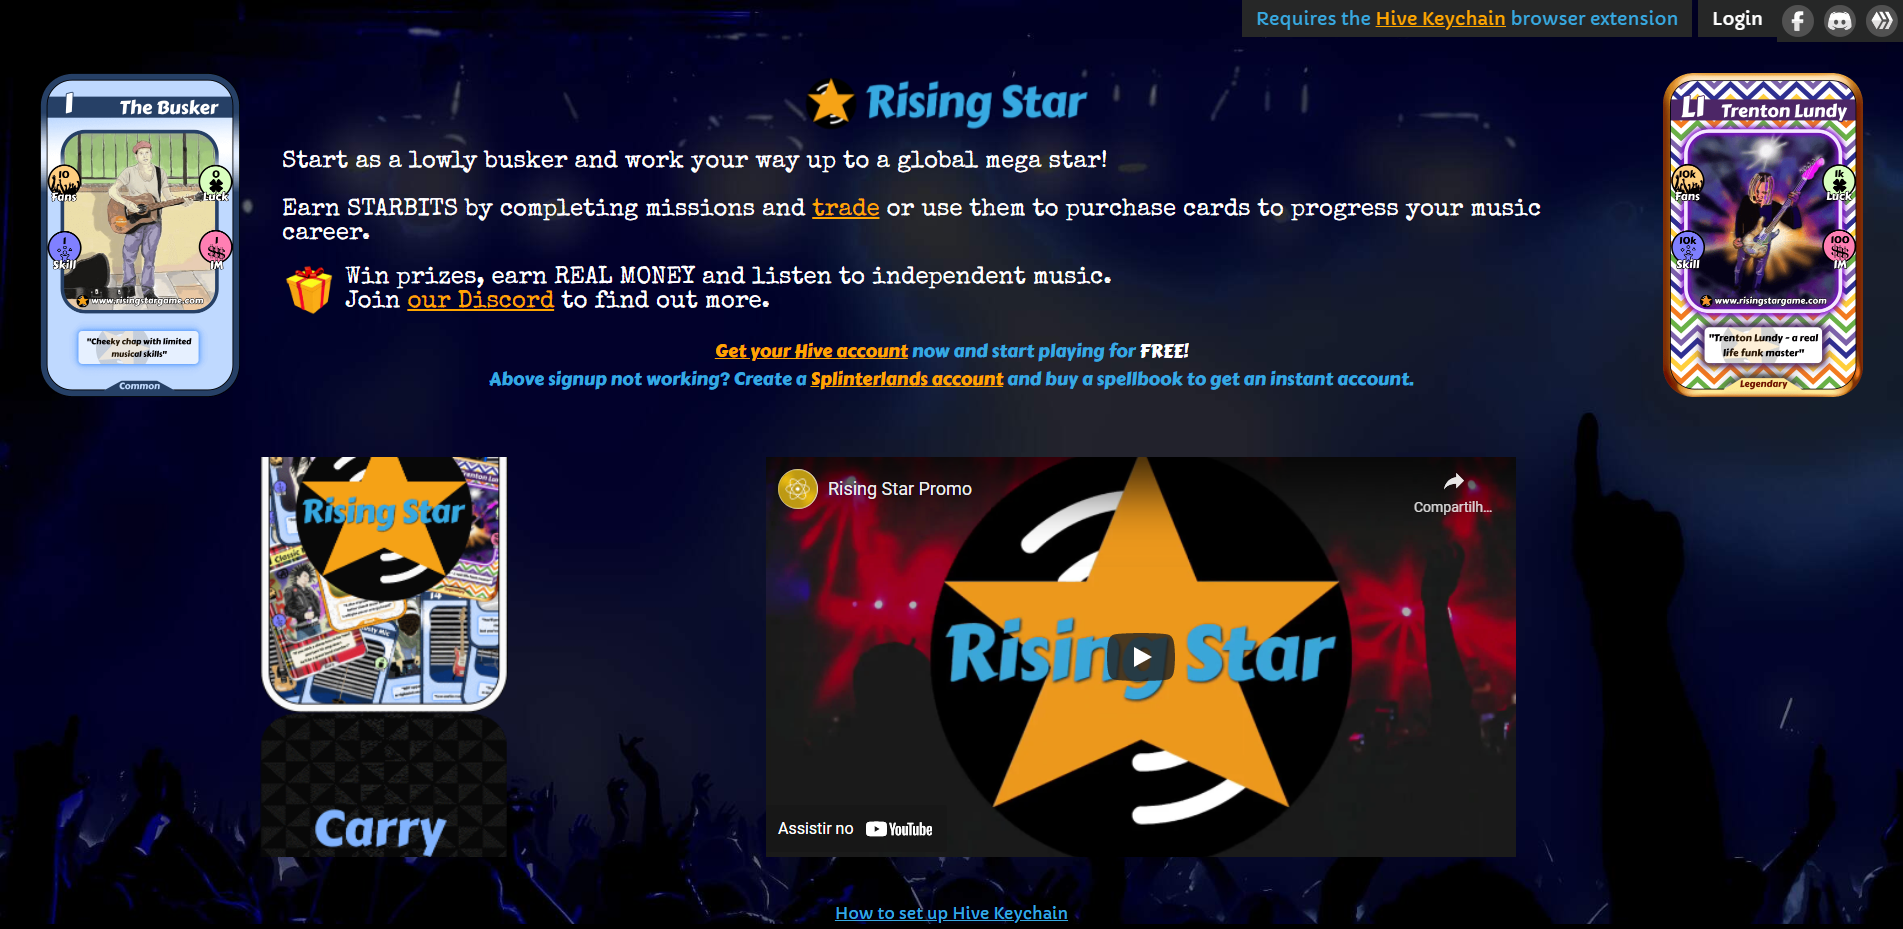 Requires the Hive Keychain browser extension
Login
1
The Busker
10
Fans
0
Luck
1
Skill
1
IM
www.risingstargame.com
"Cheeky chap with limited
musical skills"
Common
Rising Star
Start as a lowly busker and work your way up to a global mega star!
Earn STARBITS by completing missions and trade or use them to purchase cards to progress your music
career.
Win prizes, earn REAL MONEY and listen to independent music.
Join our Discord to find out more.
Get your Hive account now and start playing for FREE!
Above signup not working? Create a Splinterlands account and buy a spellbook to get an instant account.
L1
Trenton Lundy
10k
Fans
1k
Luck
10k
Skill
100
IM
www.risingstargame.com
"Trenton Lundy - a real
life funk master"
Legendary
Rising Star
Carry
Rising Star Promo
Compartilh...
Rising Star
Assistir no YouTube
How to set up Hive Keychain